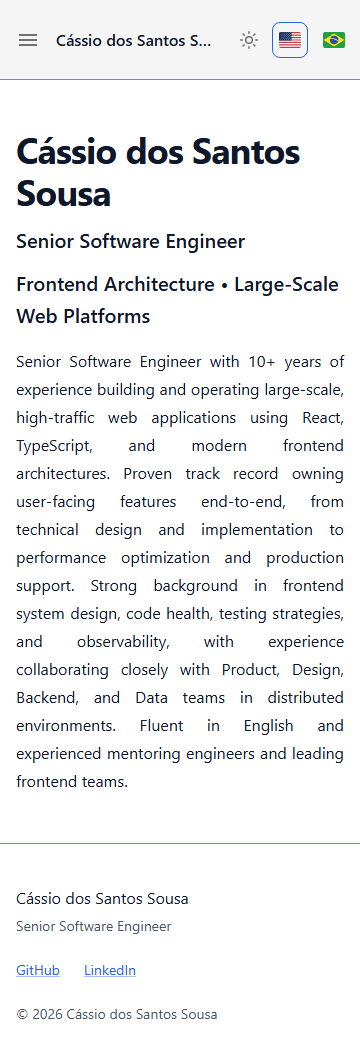 Cássio dos Santos S...
Cássio dos Santos
Sousa
Senior Software Engineer
Frontend Architecture • Large-Scale
Web Platforms
Senior Software Engineer with 10+ years of
experience building and operating large-scale,
high-traffic web applications using React,
TypeScript, and modern frontend
architectures. Proven track record owning
user-facing features end-to-end, from
technical design and implementation to
performance optimization and production
support. Strong background in frontend
system design, code health, testing strategies,
and observability, with experience
collaborating closely with Product, Design,
Backend, and Data teams in distributed
environments. Fluent in English and
experienced mentoring engineers and leading
frontend teams.
Cássio dos Santos Sousa
Senior Software Engineer
GitHub LinkedIn
© 2026 Cássio dos Santos Sousa